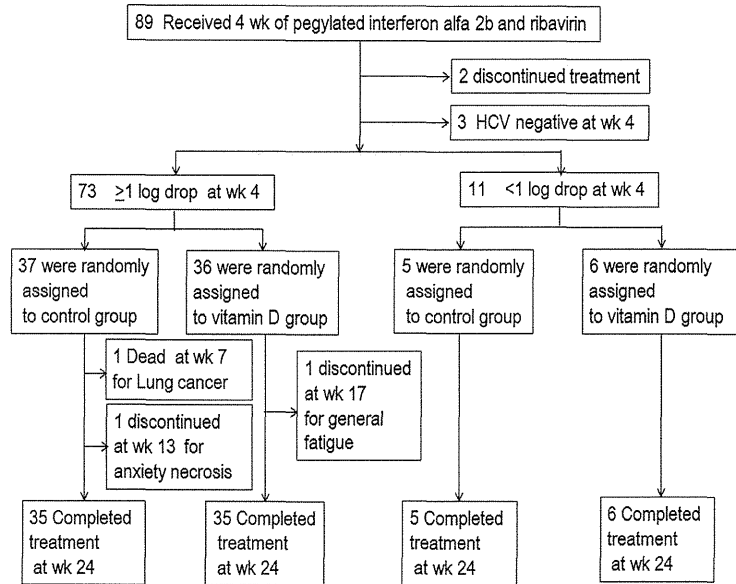 89 Received 4 wk of pegylated interferon alfa 2b and ribavirin
2 discontinued treatment
3 HCV negative at wk 4
73 ≥1 log drop at wk 4
11 <1 log drop at wk 4
37 were randomly
assigned
to control group
36 were randomly
assigned
to vitamin D group
5 were randomly
assigned
to control group
6 were randomly
assigned
to vitamin D group
1 Dead at wk 7
for Lung cancer
1 discontinued
at wk 13 for
anxiety necrosis
1 discontinued
at wk 17
for general
fatigue
35 Completed
treatment
at wk 24
35 Completed
treatment
at wk 24
5 Completed
treatment
at wk 24
6 Completed
treatment
at wk 24